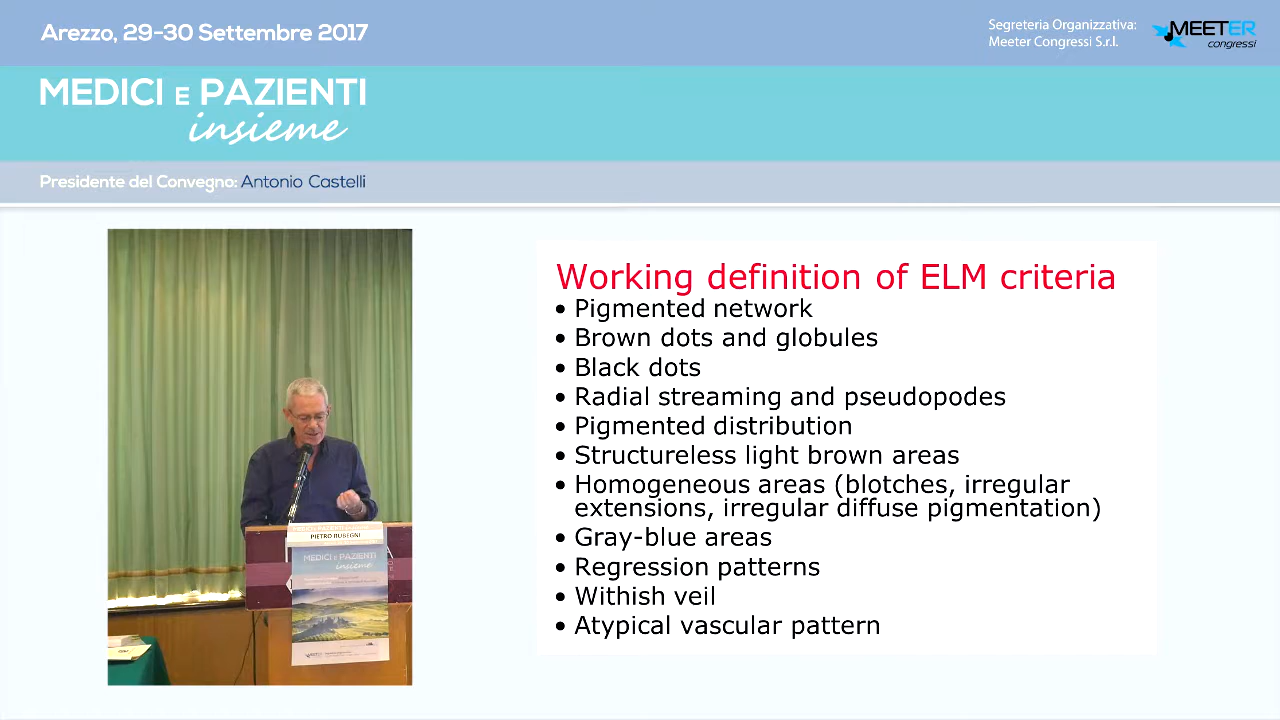 Arezzo, 29-30 Settembre 2017
Segreteria Organizzativa:
Meeter Congressi S.r.l.
MEETER
congressi
MEDICI E PAZIENTI
insieme
Presidente del Convegno: Antonio Castelli
Working definition of ELM criteria
• Pigmented network
• Brown dots and globules
• Black dots
• Radial streaming and pseudopodes
• Pigmented distribution
• Structureless light brown areas
• Homogeneous areas (blotches, irregular
extensions, irregular diffuse pigmentation)
• Gray-blue areas
• Regression patterns
• Withish veil
• Atypical vascular pattern
PIETRO RUBEGNI
MEDICI E PAZIENTI
insieme